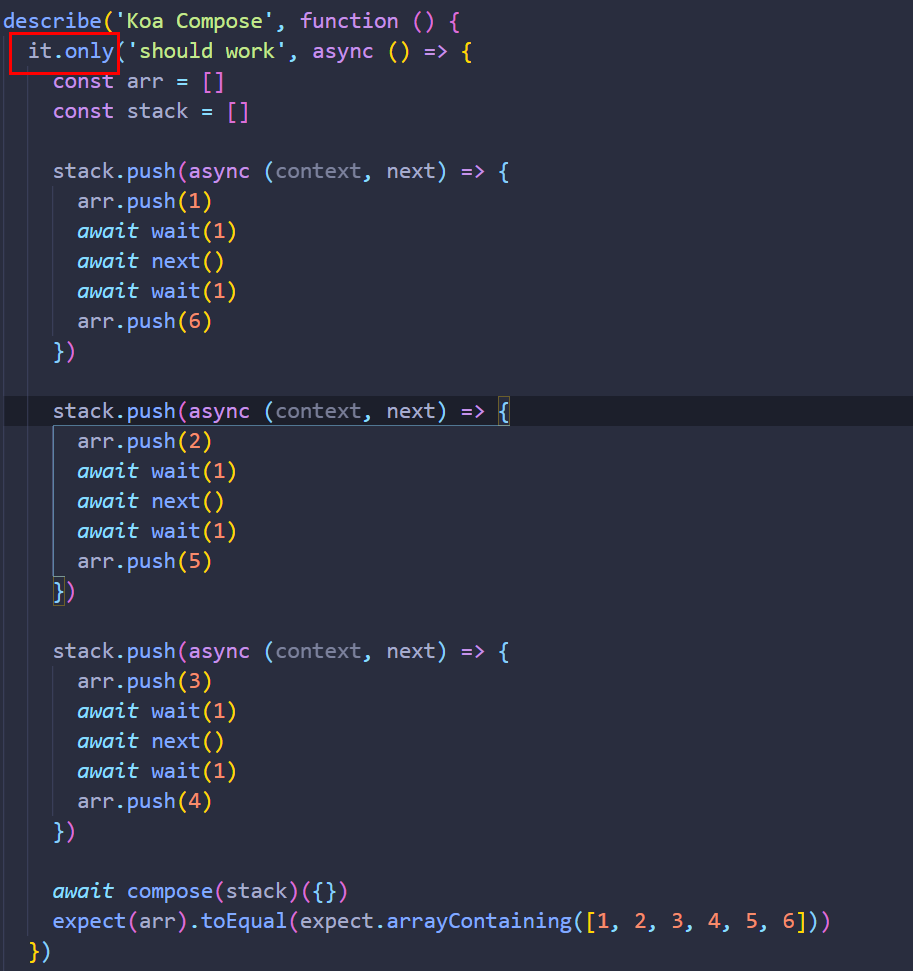 describe('Koa Compose', function () {
  it.only('should work', async () => {
    const arr = []
    const stack = []

    stack.push(async (context, next) => {
      arr.push(1)
      await wait(1)
      await next()
      await wait(1)
      arr.push(6)
    })

    stack.push(async (context, next) => {
      arr.push(2)
      await wait(1)
      await next()
      await wait(1)
      arr.push(5)
    })

    stack.push(async (context, next) => {
      arr.push(3)
      await wait(1)
      await next()
      await wait(1)
      arr.push(4)
    })

    await compose(stack)({})
    expect(arr).toEqual(expect.arrayContaining([1, 2, 3, 4, 5, 6]))
  })